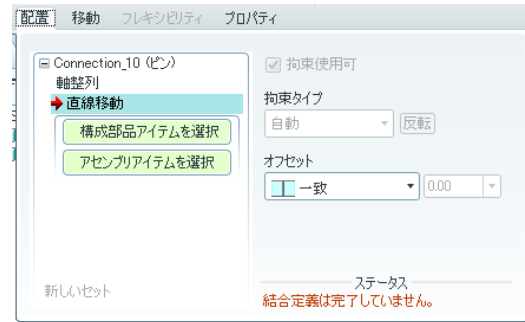 配置 移動 フレキシビリティ プロパティ
Connection_10 (ピン)
軸整列
直線移動
構成部品アイテムを選択
アセンブリアイテムを選択
新しいセット
拘束使用可
拘束タイプ
自動 反転
オフセット
一致 0.00
ステータス
結合定義は完了していません。